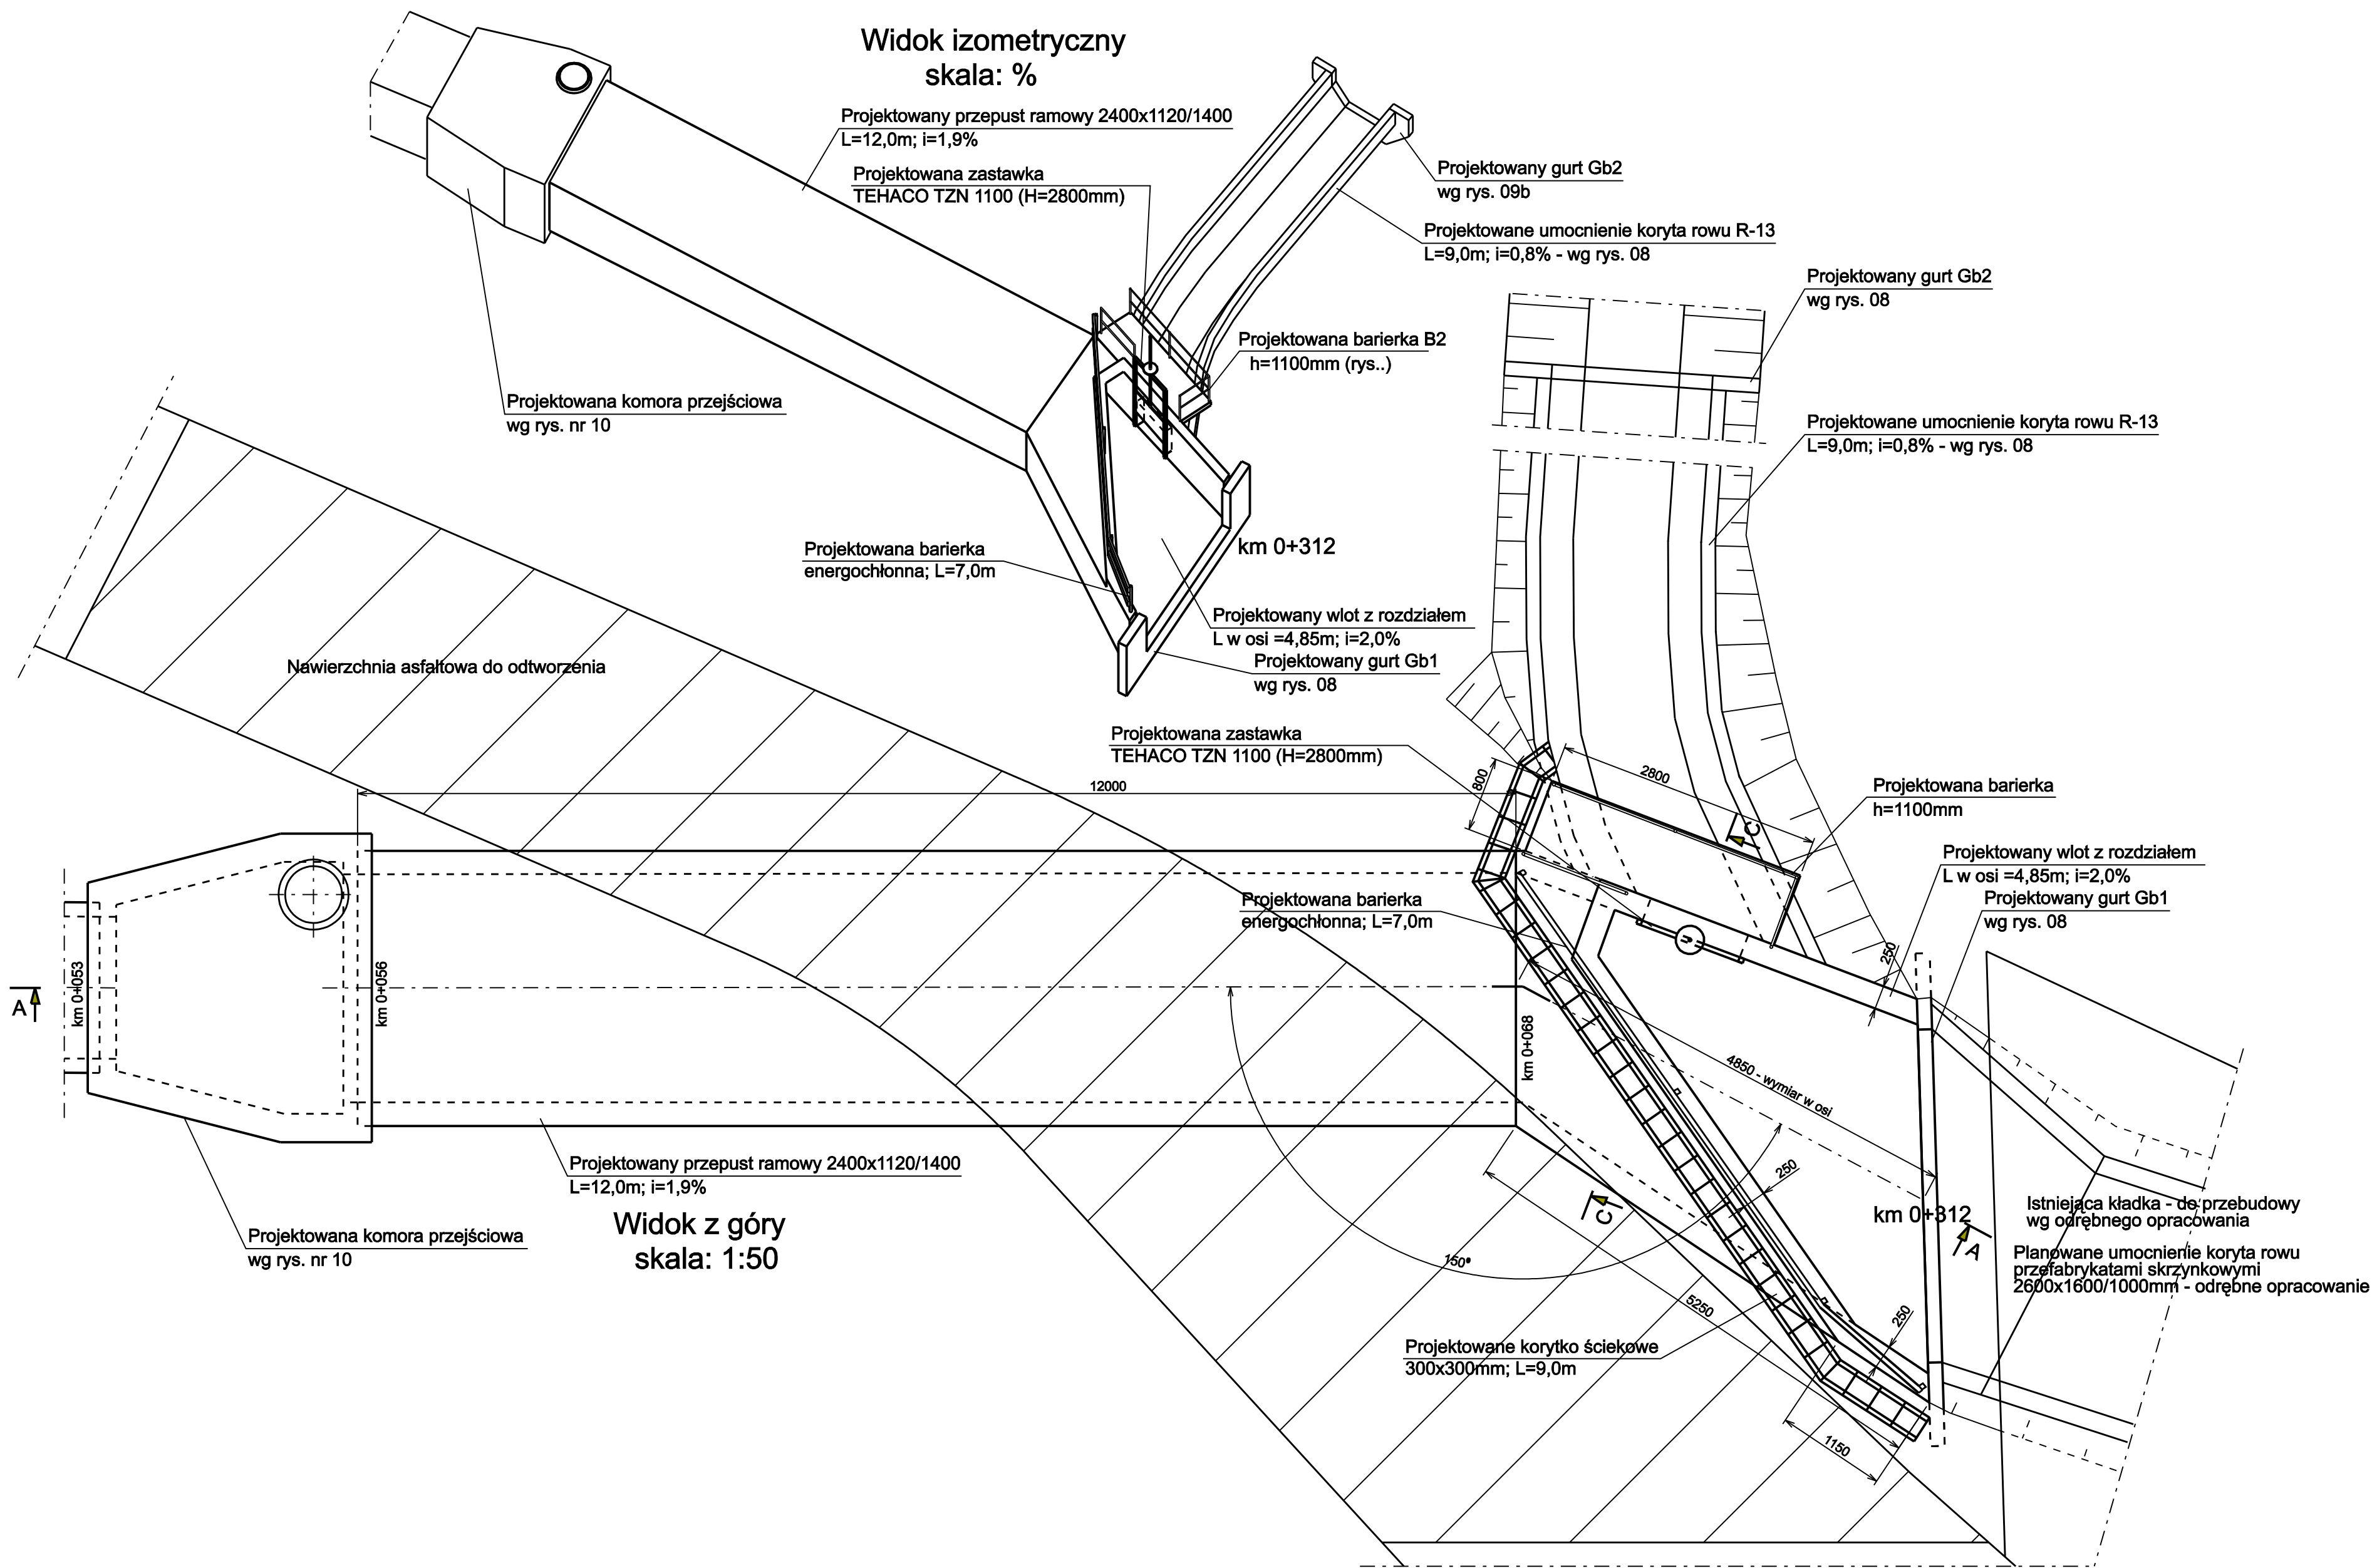 Widok izometryczny
skala: %
Projektowany przepust ramowy 2400x1120/1400
L=12,0m; i=1,9%
Projektowana zastawka
TEHACO TZN 1100 (H=2800mm)
Projektowany gurt Gb2
wg rys. 09b
Projektowane umocnienie koryta rowu R-13
L=9,0m; i=0,8% - wg rys. 08
Projektowany gurt Gb2
wg rys. 08
Projektowana barierka B2
h=1100mm (rys..)
Projektowana komora przejściowa
wg rys. nr 10
Projektowane umocnienie koryta rowu R-13
L=9,0m; i=0,8% - wg rys. 08
km 0+312
Projektowana barierka
energochłonna; L=7,0m
Projektowany wlot z rozdziałem
L w osi =4,85m; i=2,0%
Projektowany gurt Gb1
wg rys. 08
Nawierzchnia asfaltowa do odtworzenia
Projektowana zastawka
TEHACO TZN 1100 (H=2800mm)
800
2800
12000
Projektowana barierka
h=1100mm
C
Projektowany wlot z rozdziałem
L w osi =4,85m; i=2,0%
Projektowany gurt Gb1
wg rys. 08
Projektowana barierka
energochłonna; L=7,0m
250
A
km 0+053
km 0+056
km 0+068
4850 - wymiar w osi
250
Projektowany przepust ramowy 2400x1120/1400
L=12,0m; i=1,9%
C
km 0+312
A
Istniejąca kładka - do przebudowy
wg odrębnego opracowania
Planowane umocnienie koryta rowu
przefabrykatami skrzynkowymi
2600x1600/1000mm - odrębne opracowanie
Widok z góry
skala: 1:50
Projektowana komora przejściowa
wg rys. nr 10
150°
5250
250
Projektowane korytko ściekowe
300x300mm; L=9,0m
1150